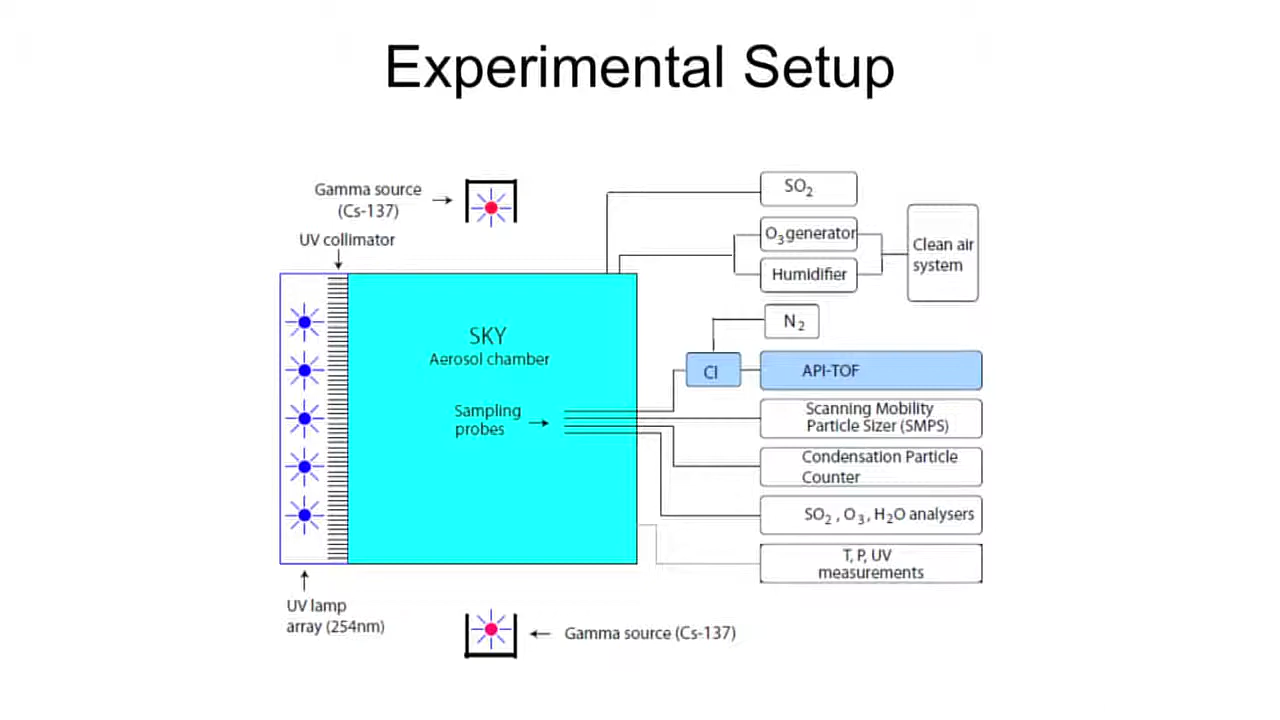 Experimental Setup
Gamma source
(Cs-137)
UV collimator
SO2
O3generator
Humidifier
Clean air
system
N2
SKY
Aerosol chamber
CI
API-TOF
Sampling
probes
Scanning Mobility
Particle Sizer (SMPS)
Condensation Particle
Counter
SO2 , O3 , H2O analysers
T, P, UV
measurements
UV lamp
array (254nm)
Gamma source (Cs-137)